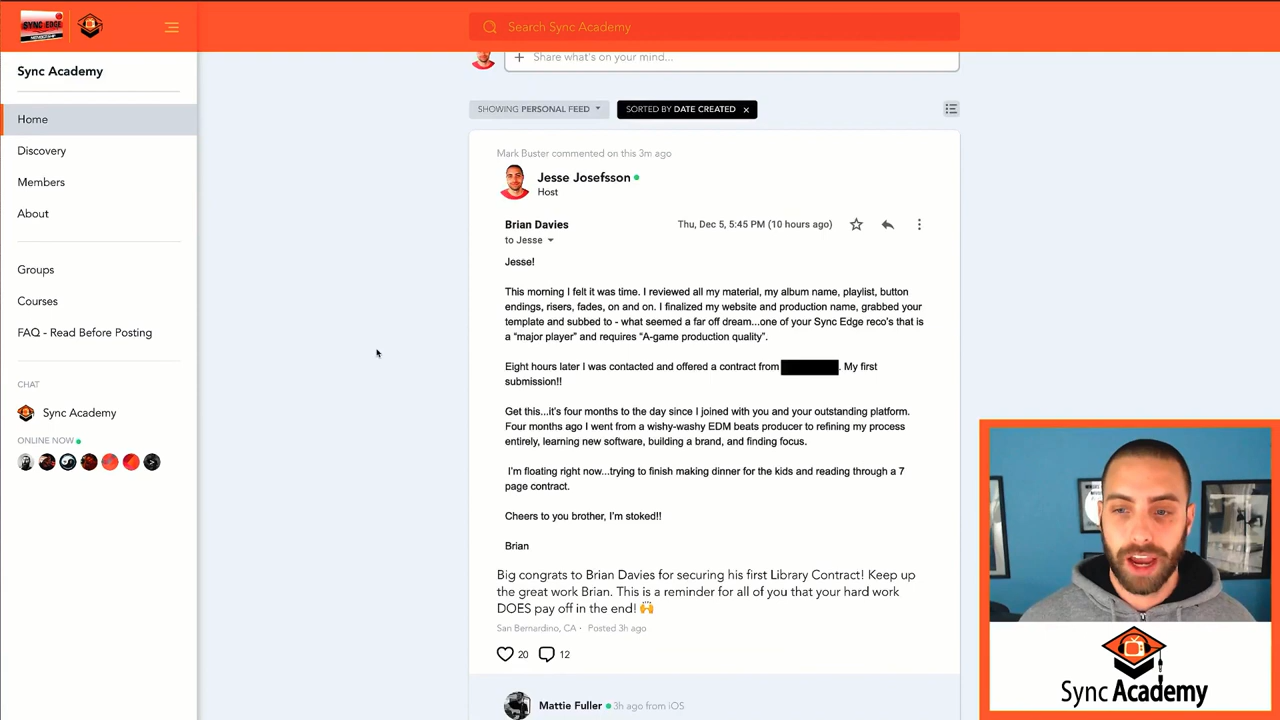 SYNC EDGE
Search Sync Academy
Sync Academy
Share what's on your mind...
Home
SHOWING PERSONAL FEED
SORTED BY DATE CREATED
Discovery
Mark Buster commented on this 3m ago
Members
Jesse Josefsson
Host
About
Brian Davies
Thu, Dec 5, 5:45 PM (10 hours ago)
to Jesse
Jesse!
Groups
This morning I felt it was time. I reviewed all my material, my album name, playlist, button
endings, risers, fades, on and on. I finalized my website and production name, grabbed your
template and subbed to - what seemed a far off dream...one of your Sync Edge reco's that is
a "major player" and requires "A-game production quality".
Courses
FAQ - Read Before Posting
Eight hours later I was contacted and offered a contract from . My first
submission!!
CHAT
Sync Academy
Get this...it's four months to the day since I joined with you and your outstanding platform.
Four months ago I went from a wishy-washy EDM beats producer to refining my process
entirely, learning new software, building a brand, and finding focus.
ONLINE NOW
I'm floating right now...trying to finish making dinner for the kids and reading through a 7
page contract.
Cheers to you brother, I'm stoked!!
Brian
Big congrats to Brian Davies for securing his first Library Contract! Keep up
the great work Brian. This is a reminder for all of you that your hard work
DOES pay off in the end! 🙌
San Bernardino, CA · Posted 3h ago
20 12
Mattie Fuller 3h ago from iOS
Sync Academy